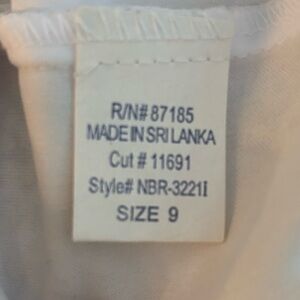 R/N# 87185
MADE IN SRI LANKA
Cut # 11691
Style# NBR-3221I
SIZE 9